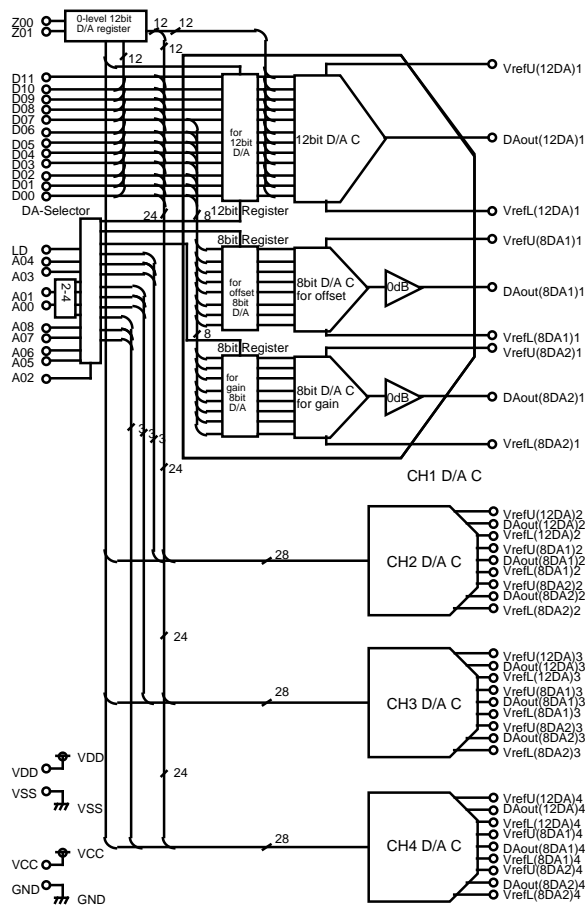 Z00
Z01
0-level 12bit
D/A register
12
12
12
12
D11
D10
D09
D08
D07
D06
D05
D04
D03
D02
D01
D00
for
12bit
D/A
12bit D/A C
VrefU(12DA)1
DAout(12DA)1
VrefL(12DA)1
DA-Selector
24
8
12bit Register
LD
A04
A03
A01
A00
2-4
A08
A07
A06
A05
A02
8bit Register
for
offset
8bit
D/A
8bit D/A C
for offset
0dB
VrefU(8DA1)1
DAout(8DA1)1
VrefL(8DA1)1
8
8bit Register
for
gain
8bit
D/A
8bit D/A C
for gain
0dB
VrefU(8DA2)1
DAout(8DA2)1
VrefL(8DA2)1
3
3
3
24
CH1 D/A C
28
CH2 D/A C
VrefU(12DA)2
DAout(12DA)2
VrefL(12DA)2
VrefU(8DA1)2
DAout(8DA1)2
VrefL(8DA1)2
VrefU(8DA2)2
DAout(8DA2)2
VrefL(8DA2)2
24
28
CH3 D/A C
VrefU(12DA)3
DAout(12DA)3
VrefL(12DA)3
VrefU(8DA1)3
DAout(8DA1)3
VrefL(8DA1)3
VrefU(8DA2)3
DAout(8DA2)3
VrefL(8DA2)3
VDD
VDD
VSS
VSS
24
28
CH4 D/A C
VrefU(12DA)4
DAout(12DA)4
VrefL(12DA)4
VrefU(8DA1)4
DAout(8DA1)4
VrefL(8DA1)4
VrefU(8DA2)4
DAout(8DA2)4
VrefL(8DA2)4
VCC
VCC
GND
GND